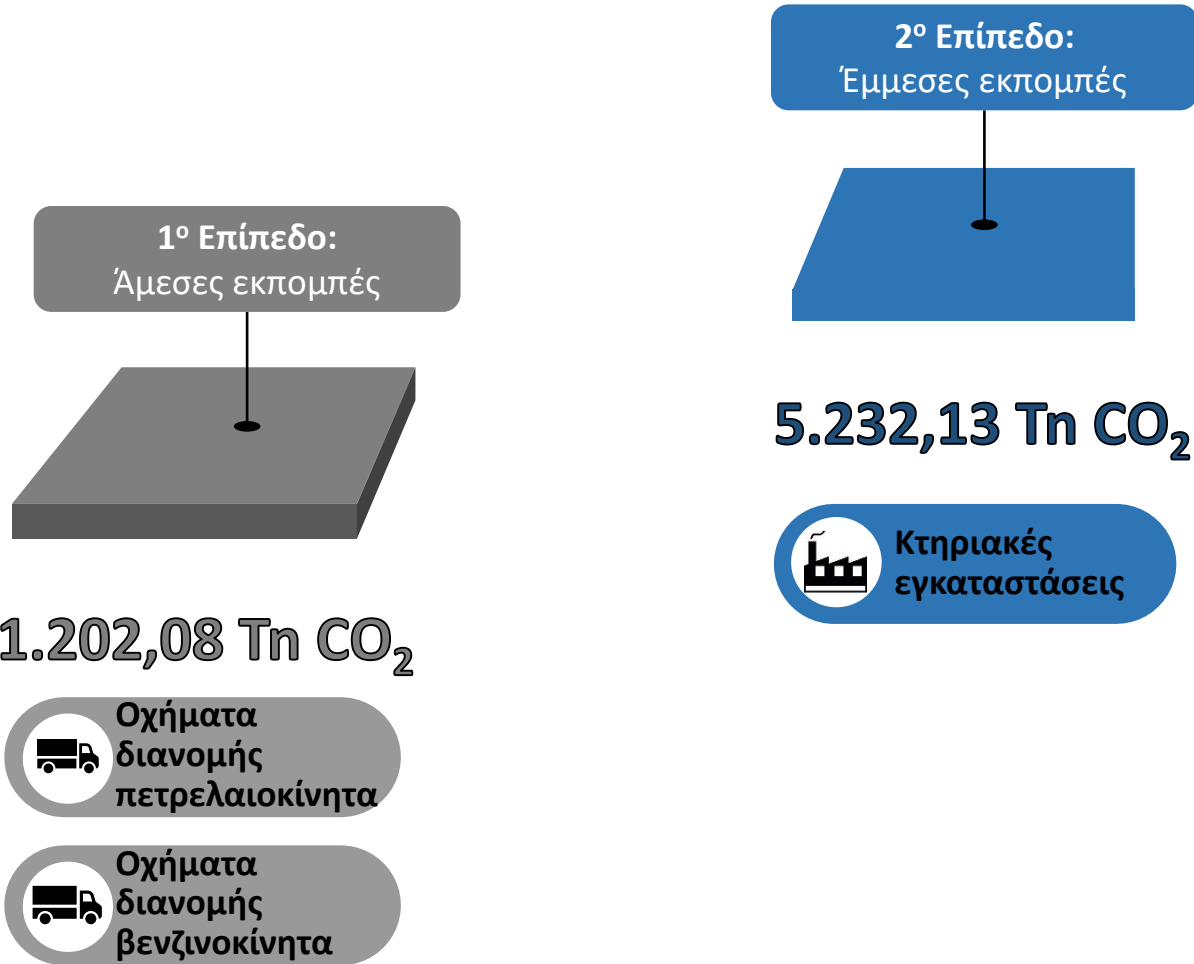 1ο Επίπεδο:
Άμεσες εκπομπές
1.202,08 Tn CO2
Οχήματα
διανομής
πετρελαιοκίνητα
Οχήματα
διανομής
βενζινοκίνητα
2ο Επίπεδο:
Έμμεσες εκπομπές
5.232,13 Tn CO2
Κτηριακές
εγκαταστάσεις